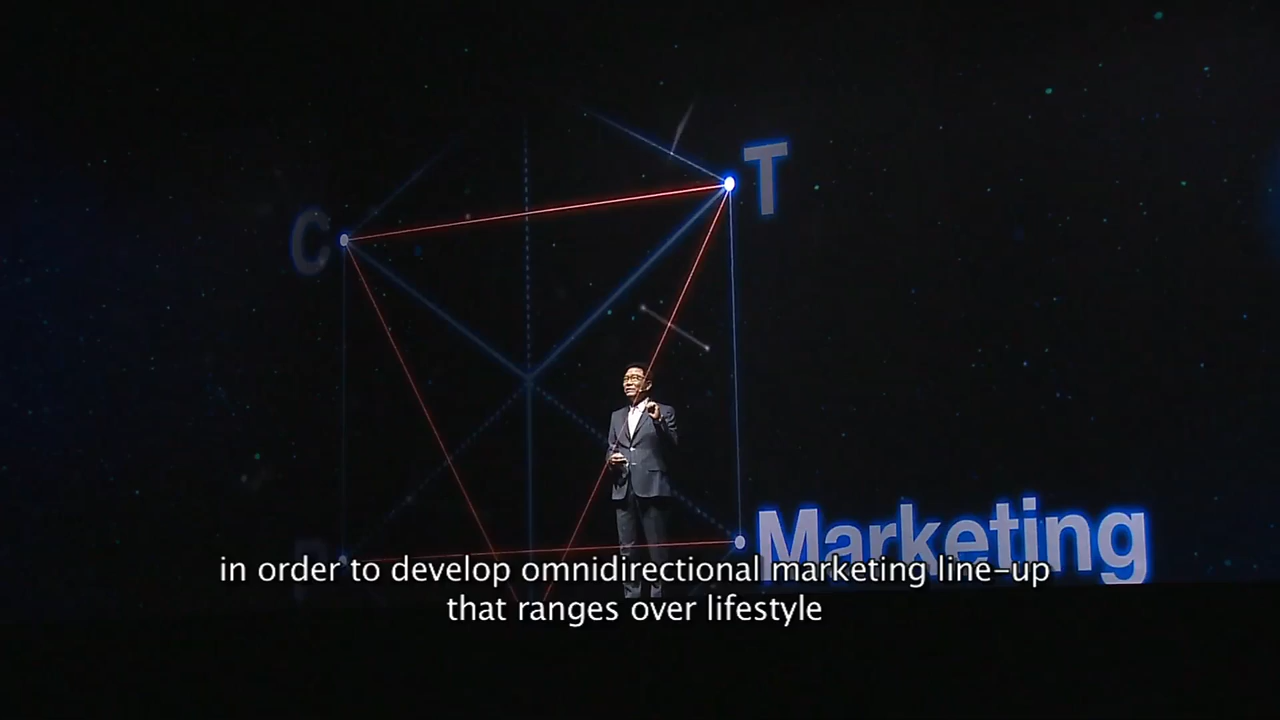 T
C
Marketing
in order to develop omnidirectional marketing line-up
that ranges over lifestyle